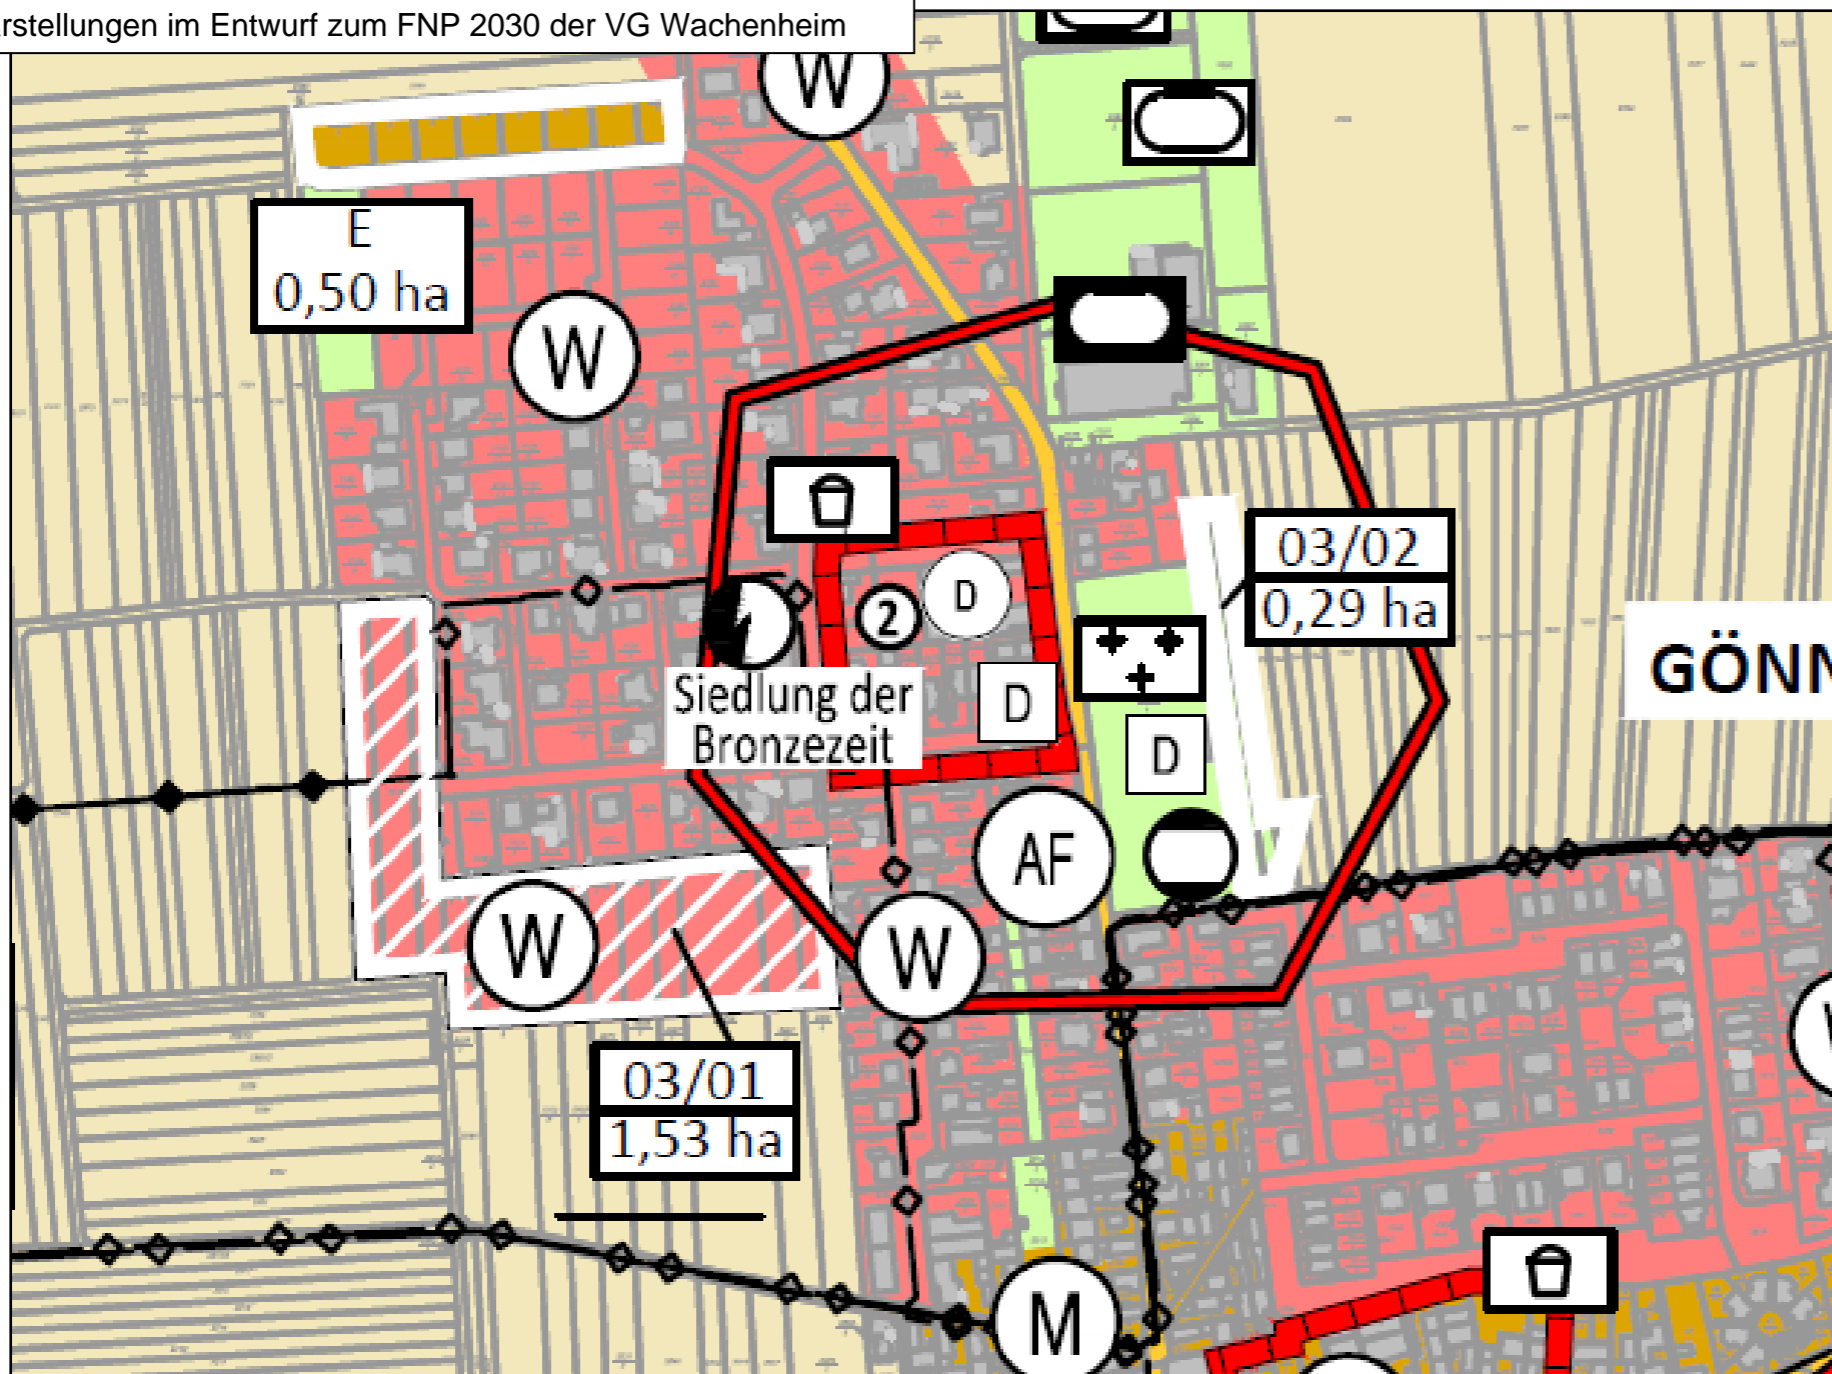 rstellungen im Entwurf zum FNP 2030 der VG Wachenheim
W
E
0,50 ha
W
03/02
0,29 ha
2
D
D
Siedlung der
Bronzezeit
D
GÖNN
AF
W
W
03/01
1,53 ha
M